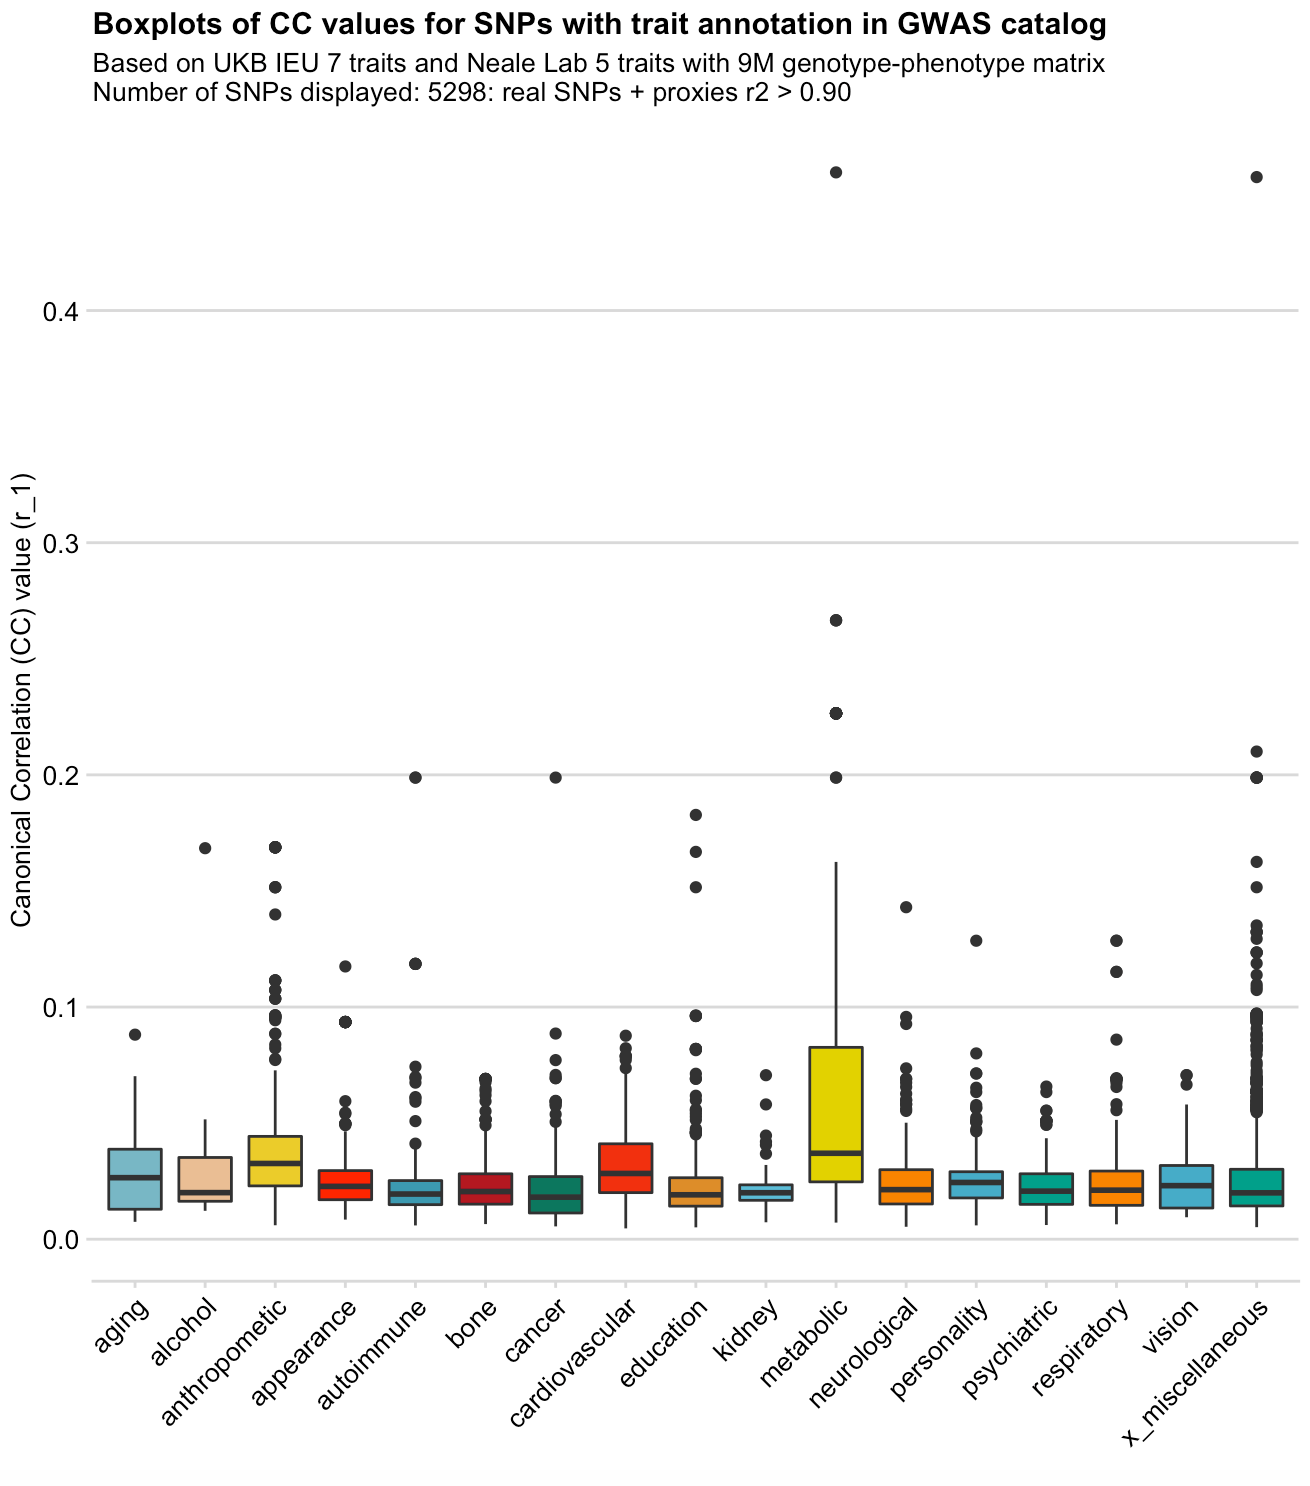 Boxplots of CC values for SNPs with trait annotation in GWAS catalog
Based on UKB IEU 7 traits and Neale Lab 5 traits with 9M genotype-phenotype matrix
Number of SNPs displayed: 5298: real SNPs + proxies r2 > 0.90
Canonical Correlation (CC) value (r_1)
0.4
0.3
0.2
0.1
0.0
aging
alcohol
anthropometic
appearance
autoimmune
bone
cancer
cardiovascular
education
kidney
metabolic
neurological
personality
psychiatric
respiratory
vision
x_miscellaneous